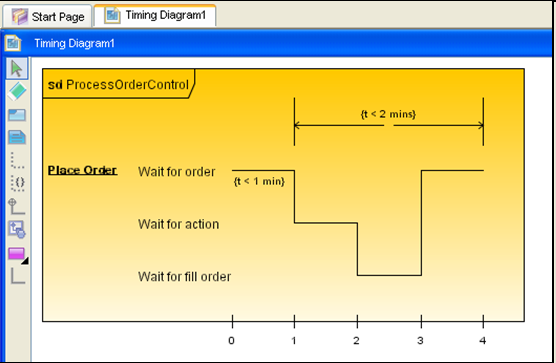 Start Page
Timing Diagram1
Timing Diagram1
sd ProcessOrderControl
{t < 2 mins}
Place Order
Wait for order
{t < 1 min}
Wait for action
Wait for fill order
0 1 2 3 4